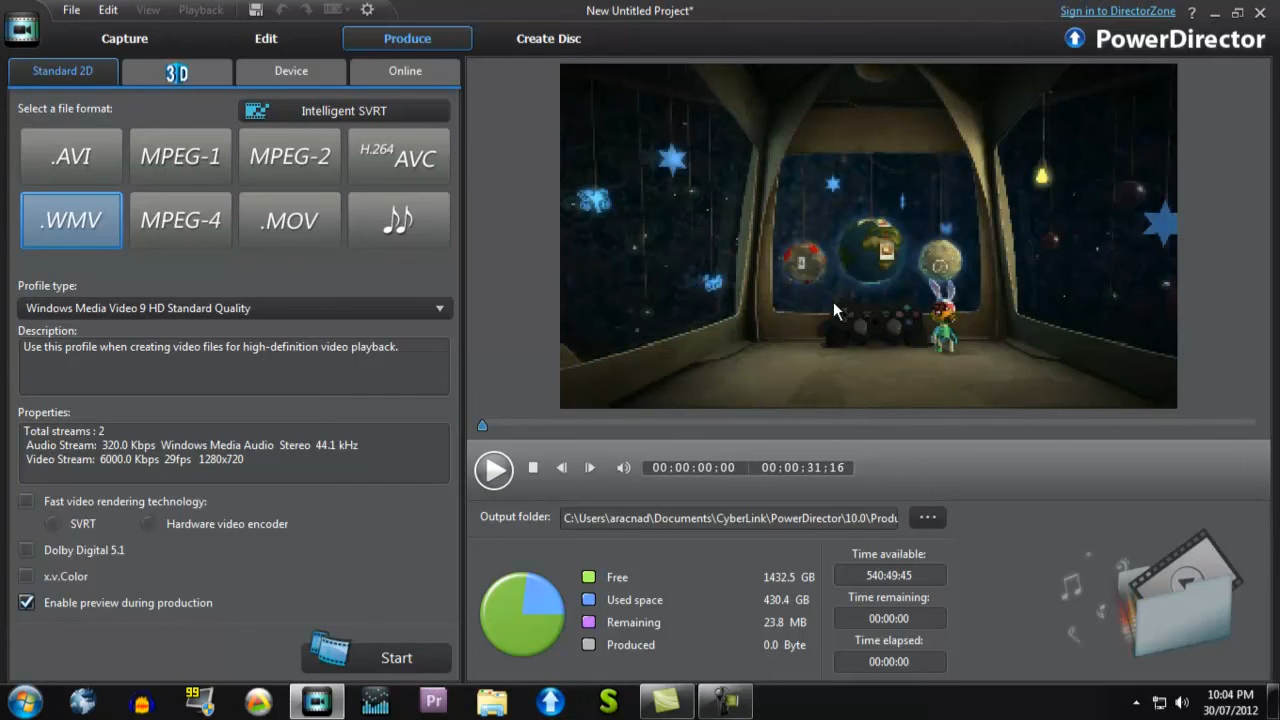 File Edit View Playback
New Untitled Project*
Sign in to DirectorZone ?
Capture Edit Produce Create Disc
PowerDirector
Standard 2D 3D Device Online
Select a file format:
Intelligent SVRT
.AVI MPEG-1 MPEG-2 H.264 AVC
.WMV MPEG-4 .MOV
Profile type:
Windows Media Video 9 HD Standard Quality
Description:
Use this profile when creating video files for high-definition video playback.
Properties:
Total streams : 2
Audio Stream: 320.0 Kbps Windows Media Audio Stereo 44.1 kHz
Video Stream: 6000.0 Kbps 29fps 1280x720
Fast video rendering technology:
SVRT Hardware video encoder
Dolby Digital 5.1
x.v.Color
Enable preview during production
Start
00:00:00:00 00:00:31:16
Output folder: C:\Users\aracnad\Documents\CyberLink\PowerDirector\10.0\Produ ...
Free 1432.5 GB
Used space 430.4 GB
Remaining 23.8 MB
Produced 0.0 Byte
Time available:
540:49:45
Time remaining:
00:00:00
Time elapsed:
00:00:00
99
Pr
S
10:04 PM
30/07/2012